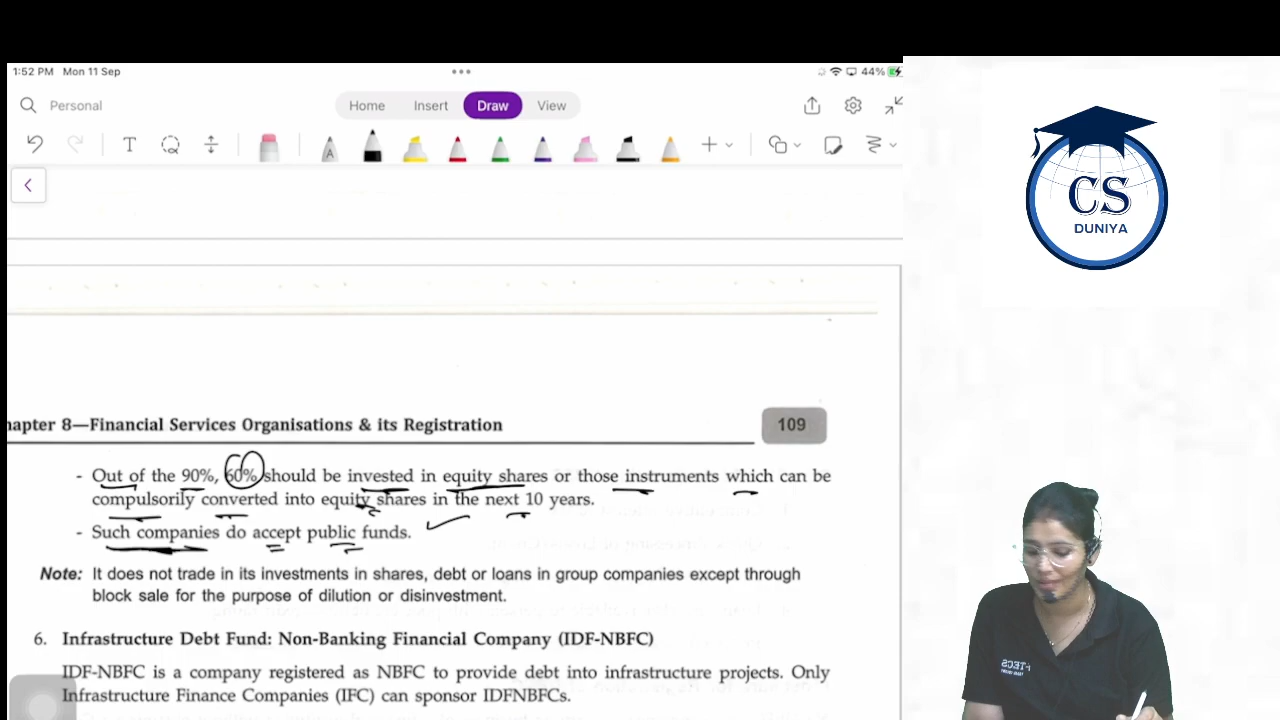 1:52 PM Mon 11 Sep
44%
Personal
Home Insert Draw View
CS
DUNIYA
hapter 8—Financial Services Organisations & its Registration
109
- Out of the 90%, 60% should be invested in equity shares or those instruments which can be
compulsorily converted into equity shares in the next 10 years.
- Such companies do accept public funds.
Note: It does not trade in its investments in shares, debt or loans in group companies except through
block sale for the purpose of dilution or disinvestment.
6. Infrastructure Debt Fund: Non-Banking Financial Company (IDF-NBFC)
IDF-NBFC is a company registered as NBFC to provide debt into infrastructure projects. Only
Infrastructure Finance Companies (IFC) can sponsor IDFNBFCs.